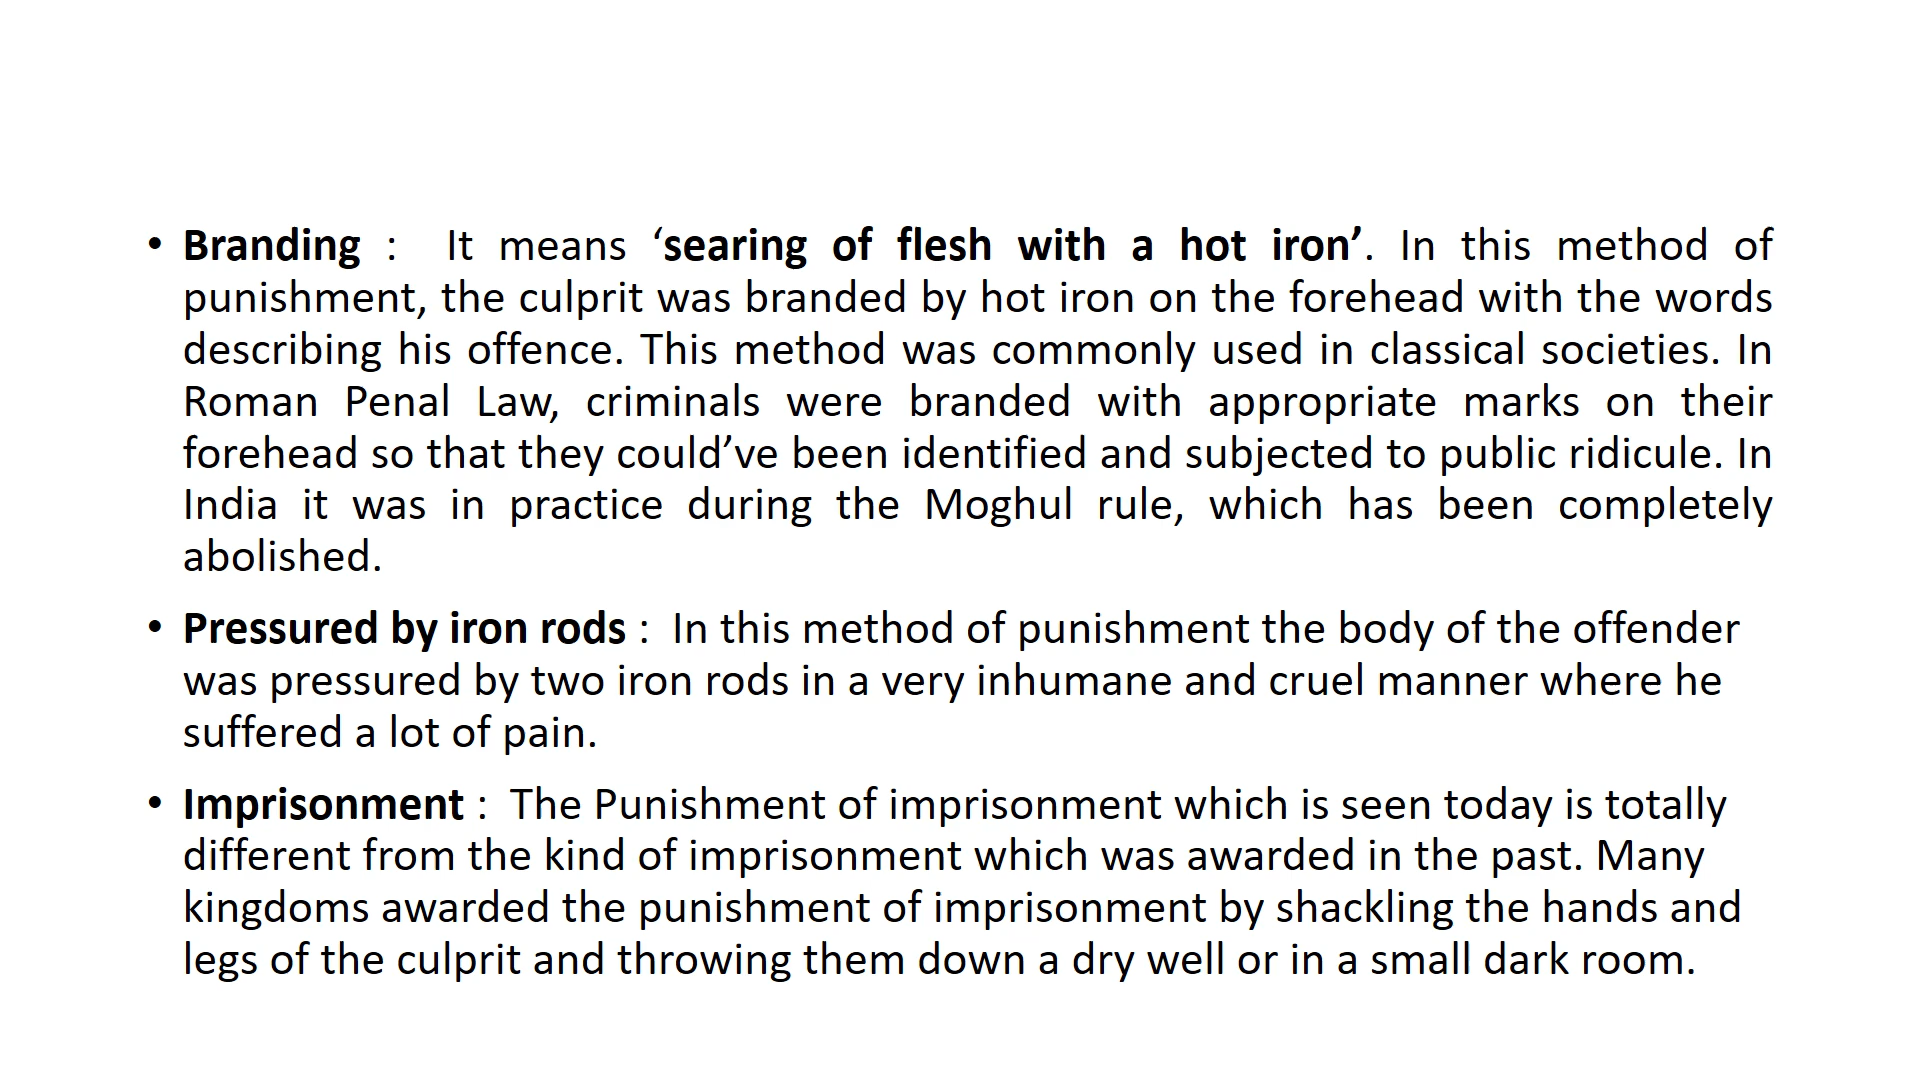 • Branding : It means ‘searing of flesh with a hot iron’. In this method of
punishment, the culprit was branded by hot iron on the forehead with the words
describing his offence. This method was commonly used in classical societies. In
Roman Penal Law, criminals were branded with appropriate marks on their
forehead so that they could’ve been identified and subjected to public ridicule. In
India it was in practice during the Moghul rule, which has been completely
abolished.
• Pressured by iron rods : In this method of punishment the body of the offender
was pressured by two iron rods in a very inhumane and cruel manner where he
suffered a lot of pain.
• Imprisonment : The Punishment of imprisonment which is seen today is totally
different from the kind of imprisonment which was awarded in the past. Many
kingdoms awarded the punishment of imprisonment by shackling the hands and
legs of the culprit and throwing them down a dry well or in a small dark room.